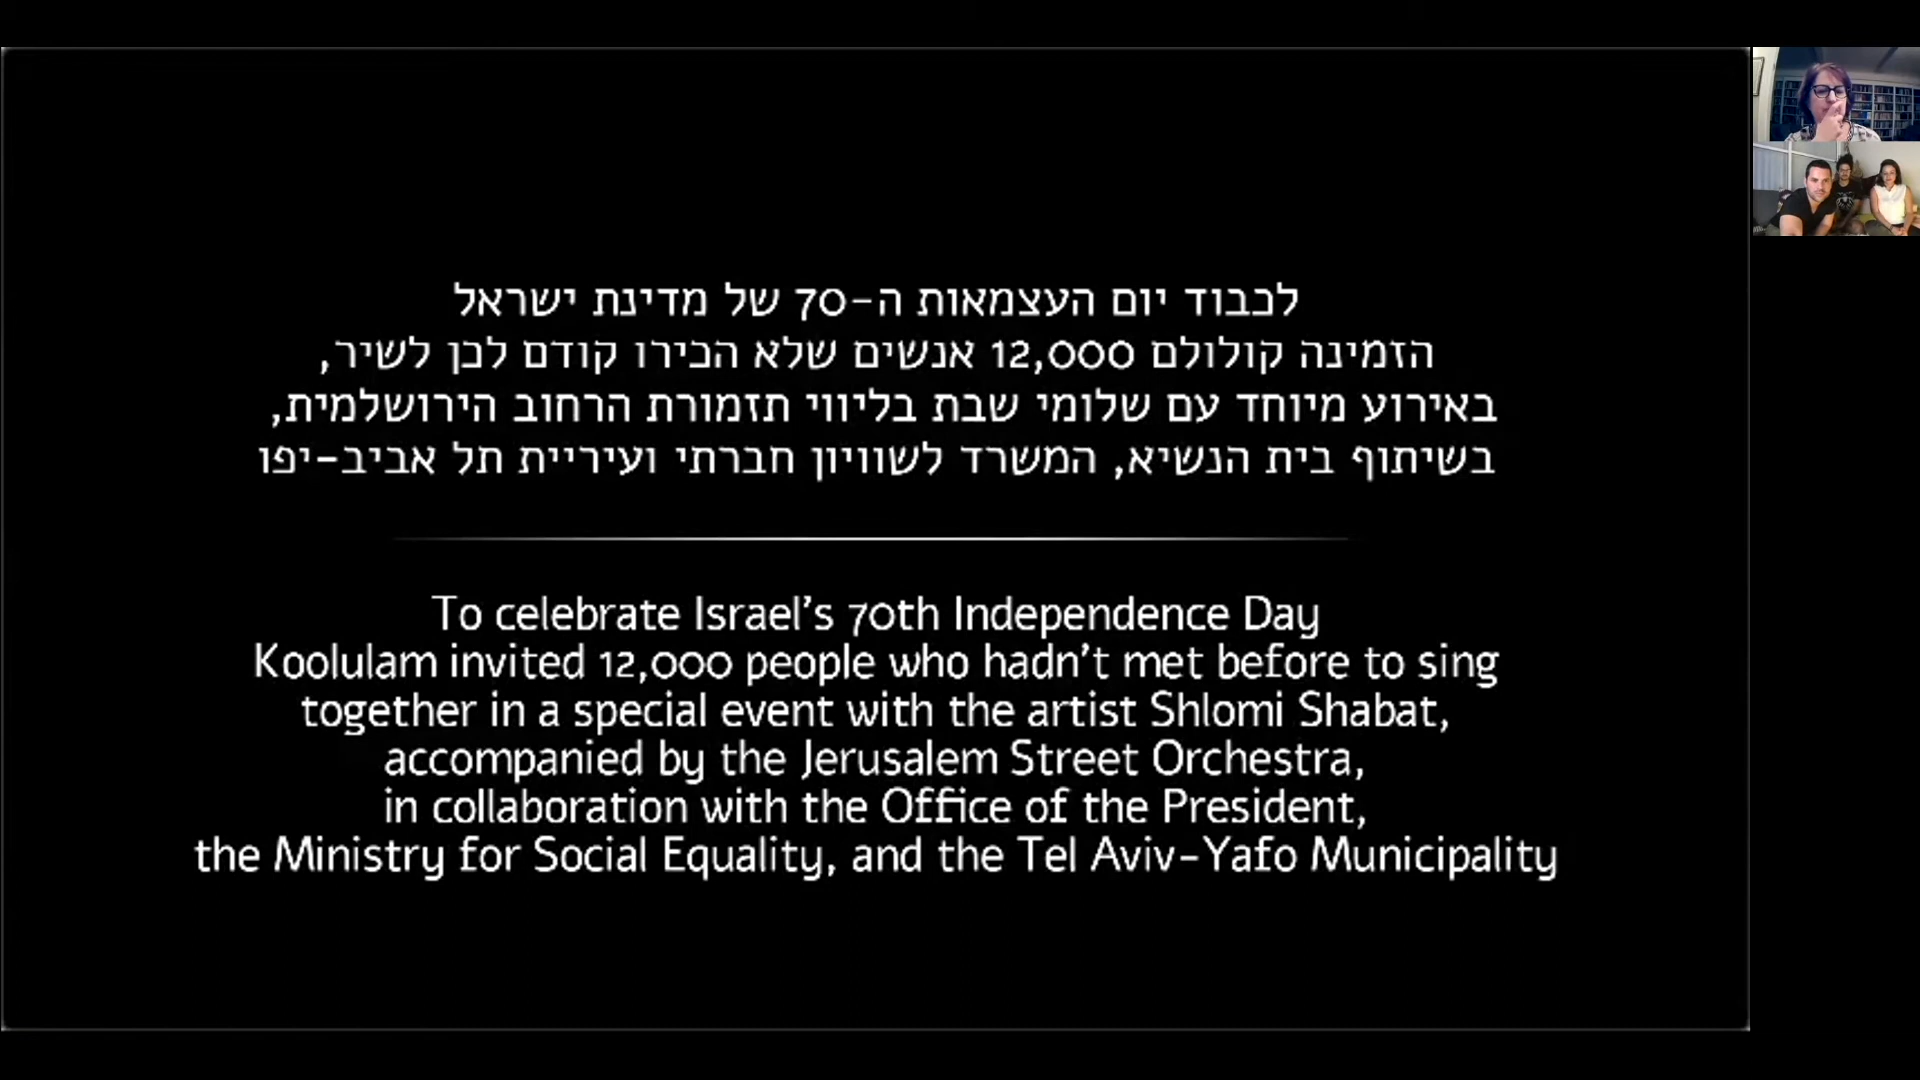 לכבוד יום העצמאות ה-70 של מדינת ישראל
הזמינה קולולם 12,000 אנשים שלא הכירו קודם לכן לשיר,
באירוע מיוחד עם שלומי שבת בליווי תזמורת הרחוב הירושלמית,
בשיתוף בית הנשיא, המשרד לשוויון חברתי ועיריית תל אביב-יפו
To celebrate Israel's 70th Independence Day
Koolulam invited 12,000 people who hadn't met before to sing
together in a special event with the artist Shlomi Shabat,
accompanied by the Jerusalem Street Orchestra,
in collaboration with the Office of the President,
the Ministry for Social Equality, and the Tel Aviv-Yafo Municipality